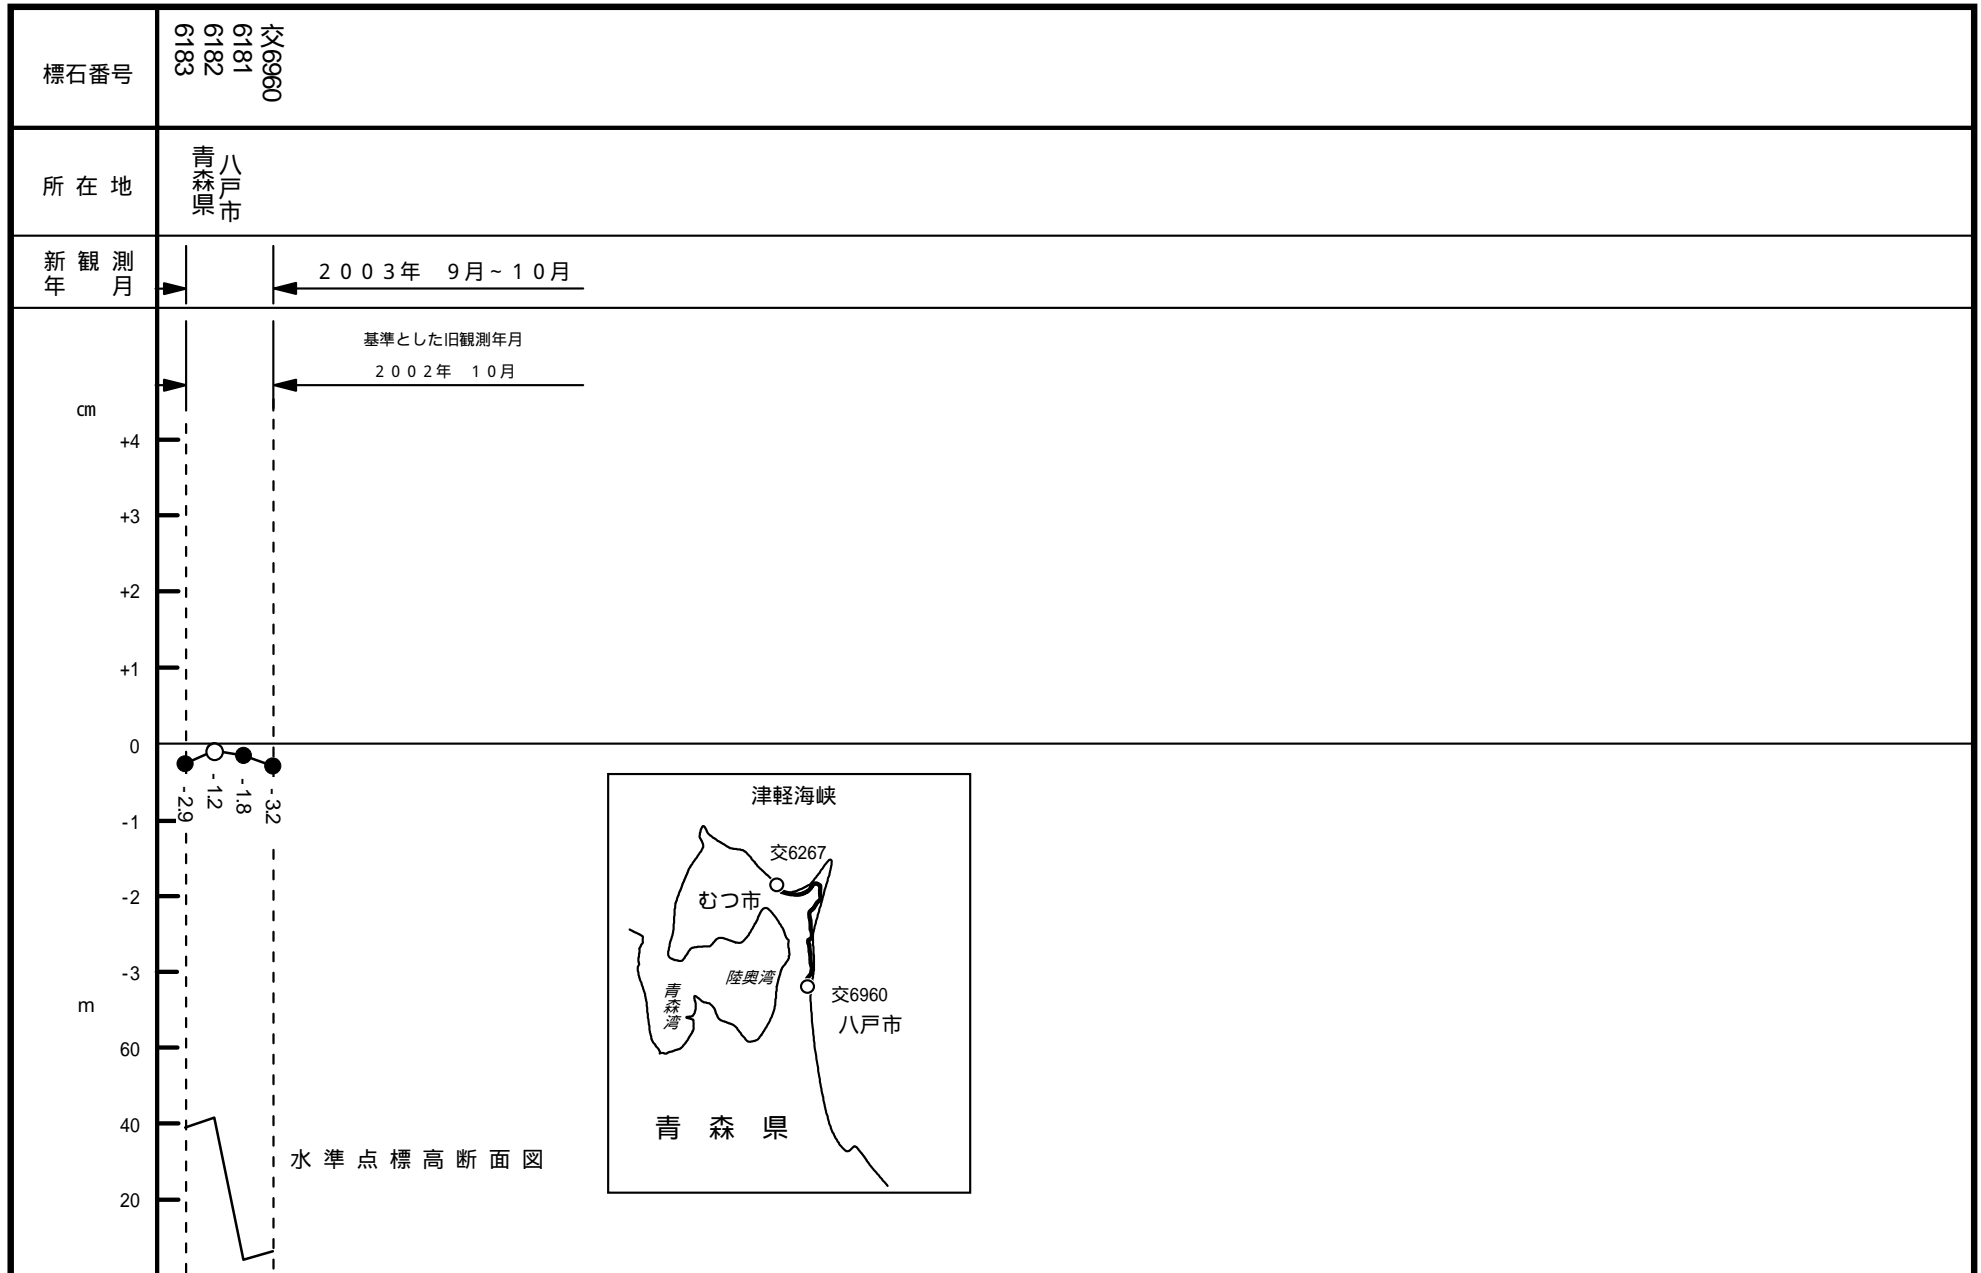 標石番号
6183
6182
6181
交6960
所 在 地
青森県
八戸市
新 観 測
年 月
2003年 9月~10月
基準とした旧観測年月
2002年 10月
cm
+4
+3
+2
+1
0
-1
-2
-3
-2.9
-1.2
-1.8
-3.2
m
60
40
20
水準点標高断面図
津軽海峡
交6267
むつ市
陸奥湾
青森湾
交6960
八戸市
青 森 県